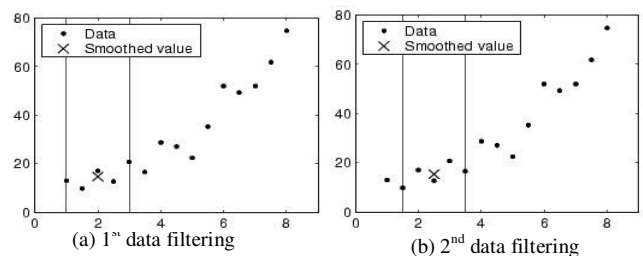 80
60
40
20
0
Data
Smoothed value
0 2 4 6 8
(a) 1st data filtering
80
60
40
20
0
Data
Smoothed value
0 2 4 6 8
(b) 2nd data filtering